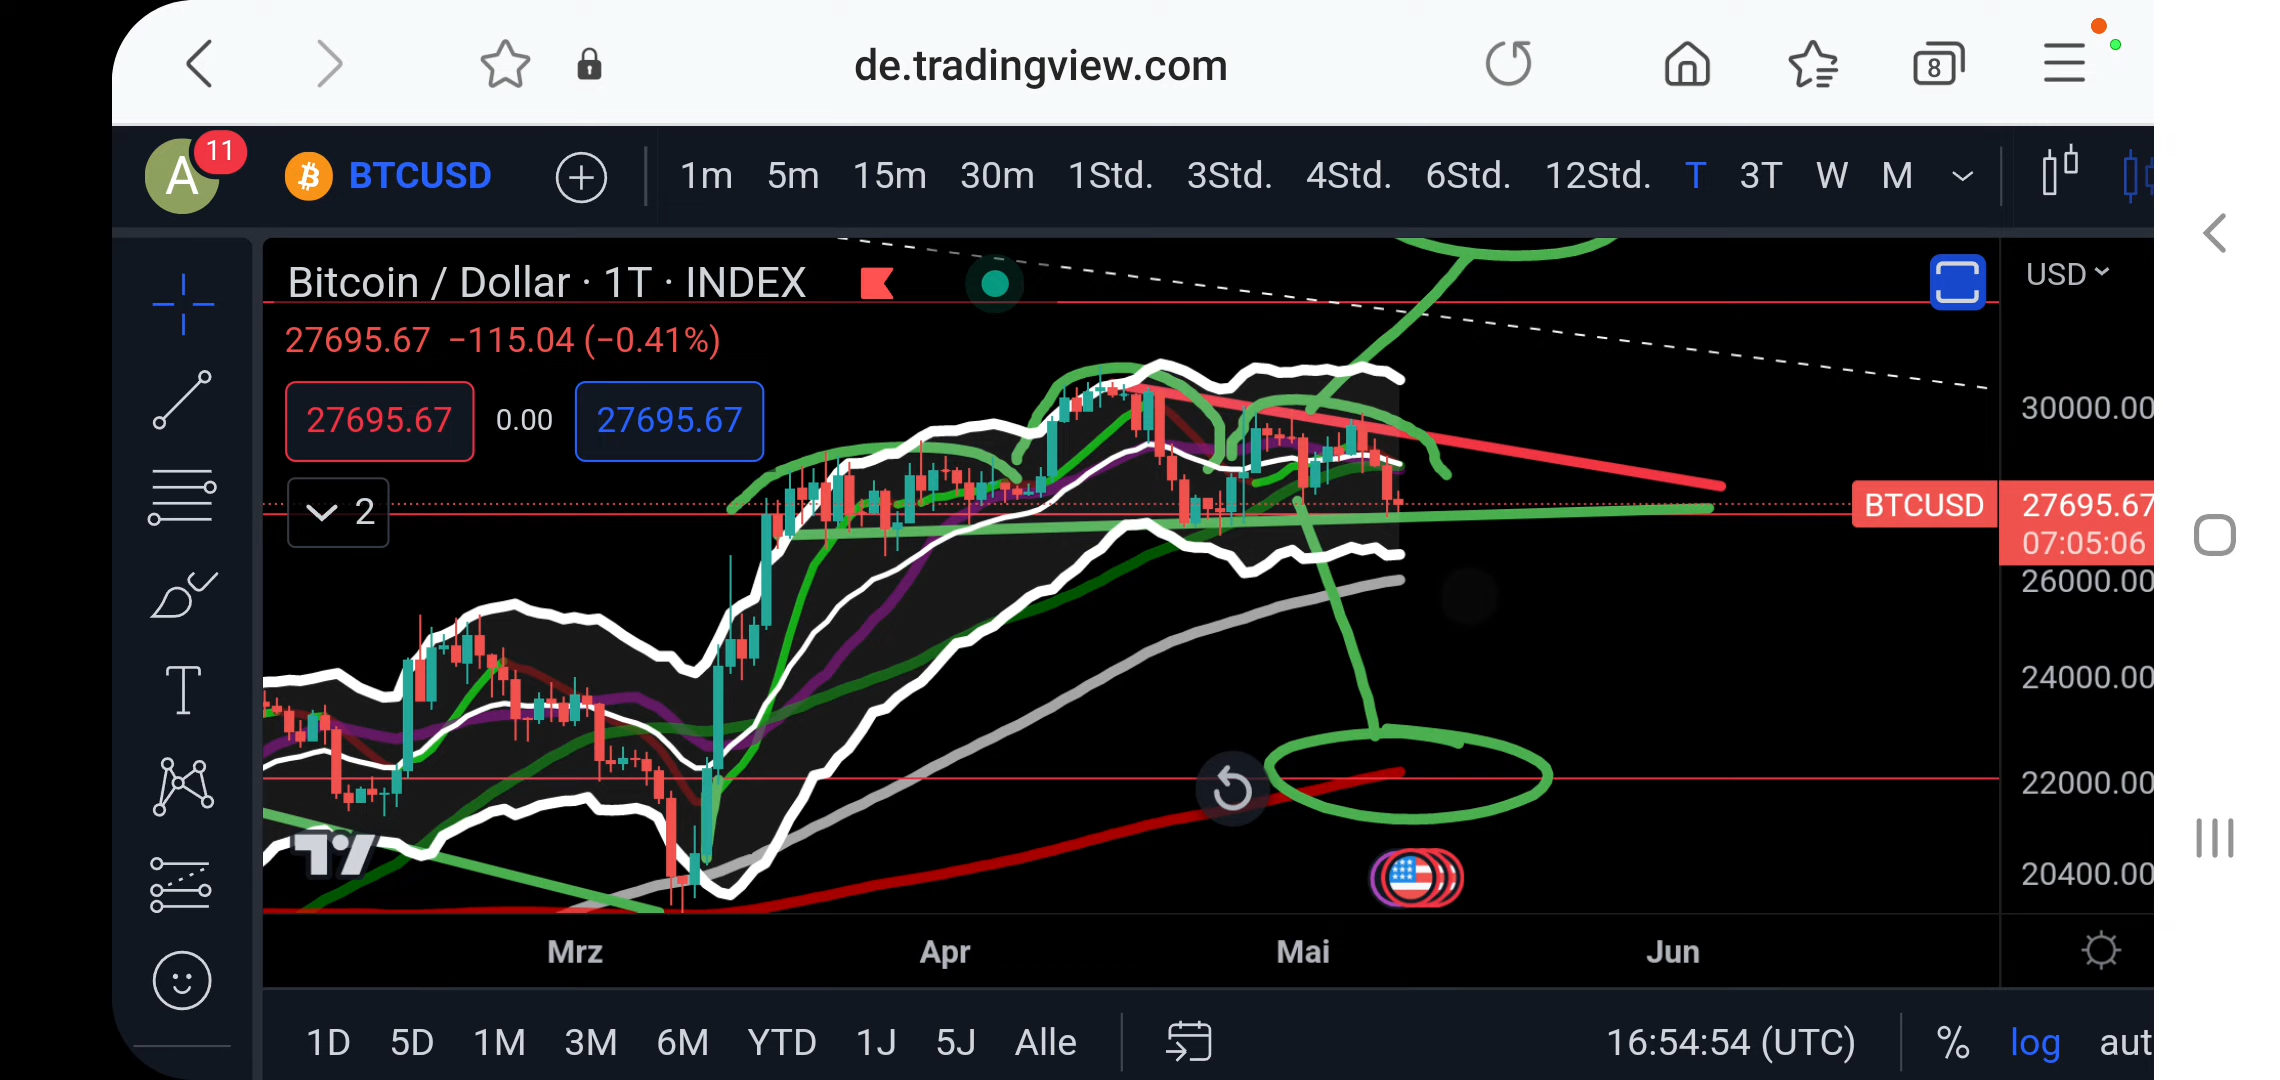 de.tradingview.com
8
A 11 BTCUSD 1m 5m 15m 30m 1Std. 3Std. 4Std. 6Std. 12Std. T 3T W M
Bitcoin / Dollar · 1T · INDEX
USD
27695.67 −115.04 (−0.41%)
27695.67 0.00 27695.67
30000.00
2
BTCUSD 27695.67
07:05:06
26000.00
24000.00
22000.00
20400.00
Mrz Apr Mai Jun
1D 5D 1M 3M 6M YTD 1J 5J Alle 16:54:54 (UTC) % log aut